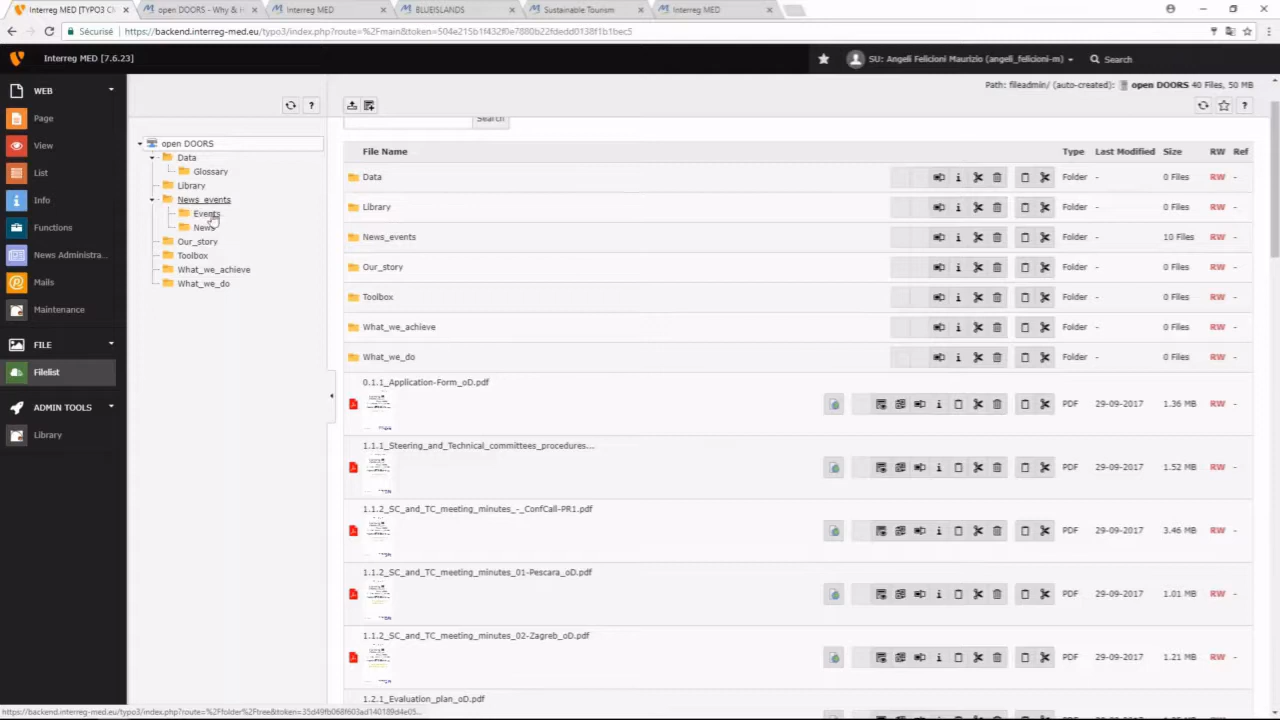 Interreg MED [TYPO3 C
open DOORS - Why & H
Interreg MED
BLUEISLANDS
Sustainable Tourism
Interreg MED
Sécurisé
https://backend.interreg-med.eu/typo3/index.php?route=%2Fmain&token=504e215b1f432f0e7880b22fdedd0138f1b1bec5
Interreg MED [7.6.23]
SU: Angeli Felicioni Maurizio (angeli_felicioni-m)
Search
WEB
Page
View
List
Info
Functions
News Administra...
Mails
Maintenance
FILE
Filelist
ADMIN TOOLS
Library
open DOORS
Data
Glossary
Library
News_events
Events
News
Our_story
Toolbox
What_we_achieve
What_we_do
Path: fileadmin/ (auto-created): open DOORS 40 Files, 50 MB
Search
File Name Type Last Modified Size RW Ref
Data Folder - 0 Files RW -
Library Folder - 0 Files RW -
News_events Folder - 10 Files RW -
Our_story Folder - 0 Files RW -
Toolbox Folder - 0 Files RW -
What_we_achieve Folder - 0 Files RW -
What_we_do Folder - 0 Files RW -
0.1.1_Application-Form_oD.pdf
PDF 29-09-2017 1.36 MB RW -
1.1.1_Steering_and_Technical_committees_procedures...
PDF 29-09-2017 1.52 MB RW -
1.1.2_SC_and_TC_meeting_minutes_-_ConfCall-PR1.pdf
PDF 29-09-2017 3.46 MB RW -
1.1.2_SC_and_TC_meeting_minutes_01-Pescara_oD.pdf
PDF 29-09-2017 1.01 MB RW -
1.1.2_SC_and_TC_meeting_minutes_02-Zagreb_oD.pdf
PDF 29-09-2017 1.21 MB RW -
1.2.1_Evaluation_plan_oD.pdf